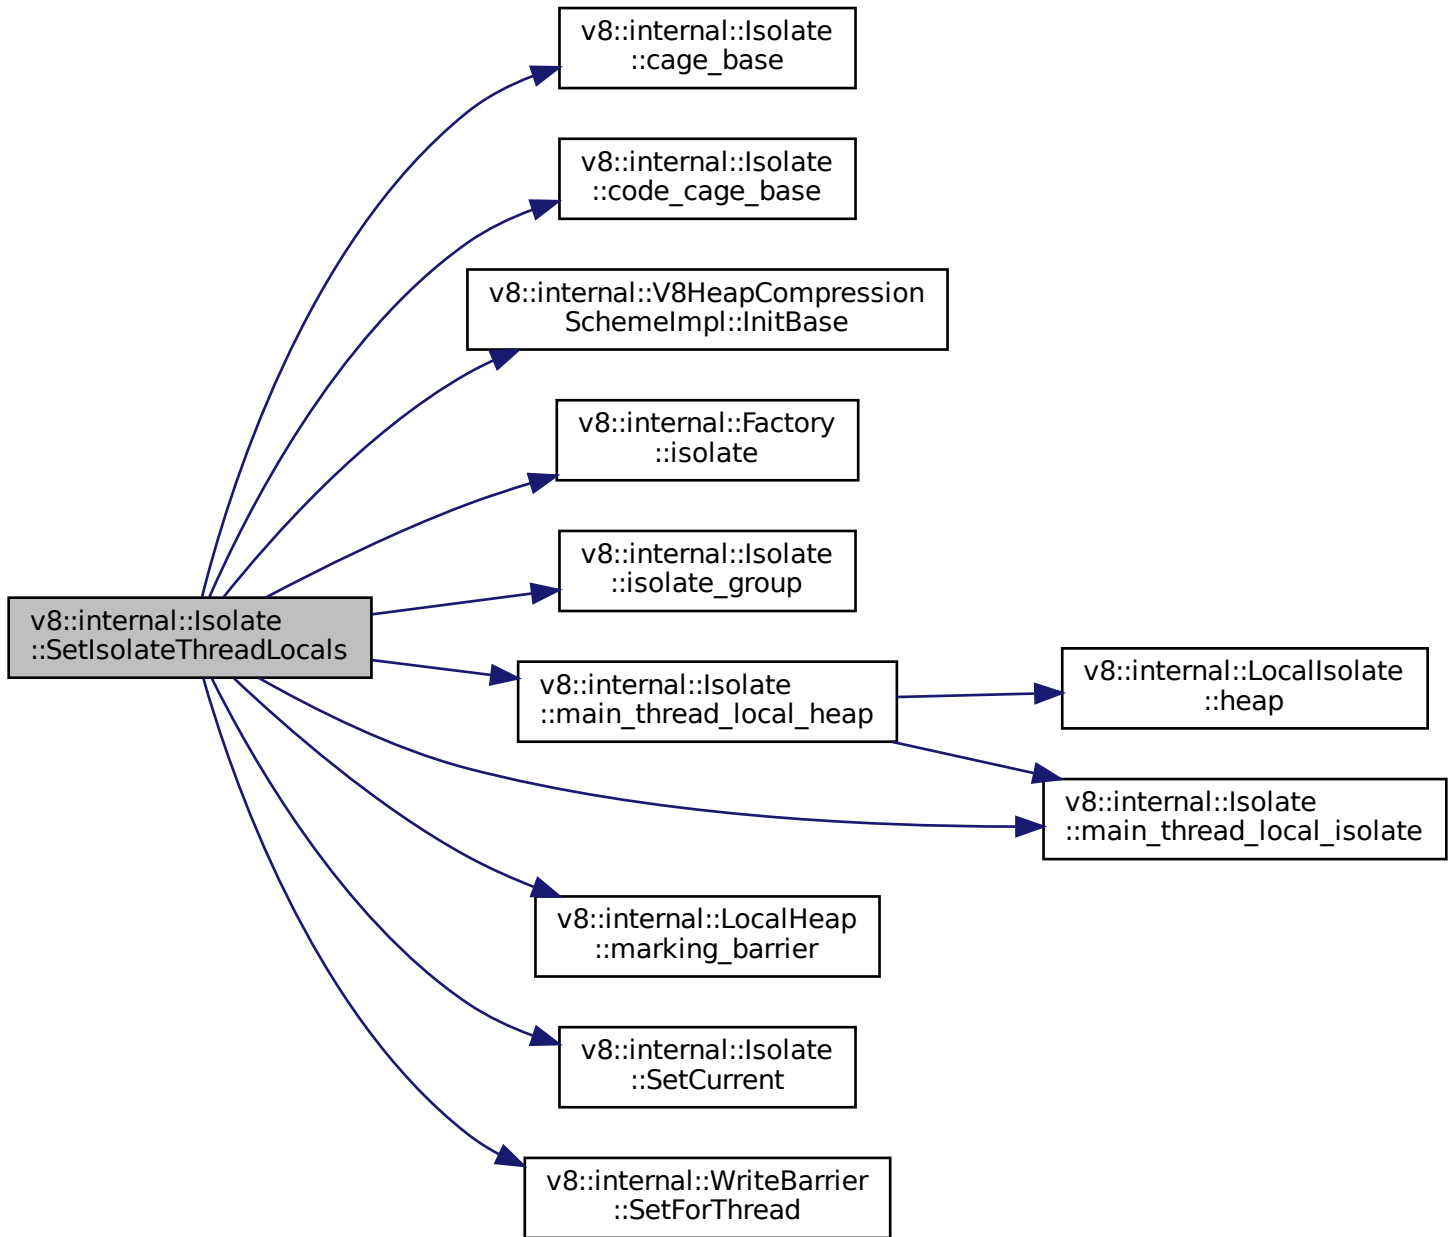 v8::internal::Isolate
::cage_base
v8::internal::Isolate
::code_cage_base
v8::internal::V8HeapCompression
SchemeImpl::InitBase
v8::internal::Factory
::isolate
v8::internal::Isolate
::isolate_group
v8::internal::Isolate
::SetIsolateThreadLocals
v8::internal::Isolate
::main_thread_local_heap
v8::internal::LocalIsolate
::heap
v8::internal::Isolate
::main_thread_local_isolate
v8::internal::LocalHeap
::marking_barrier
v8::internal::Isolate
::SetCurrent
v8::internal::WriteBarrier
::SetForThread